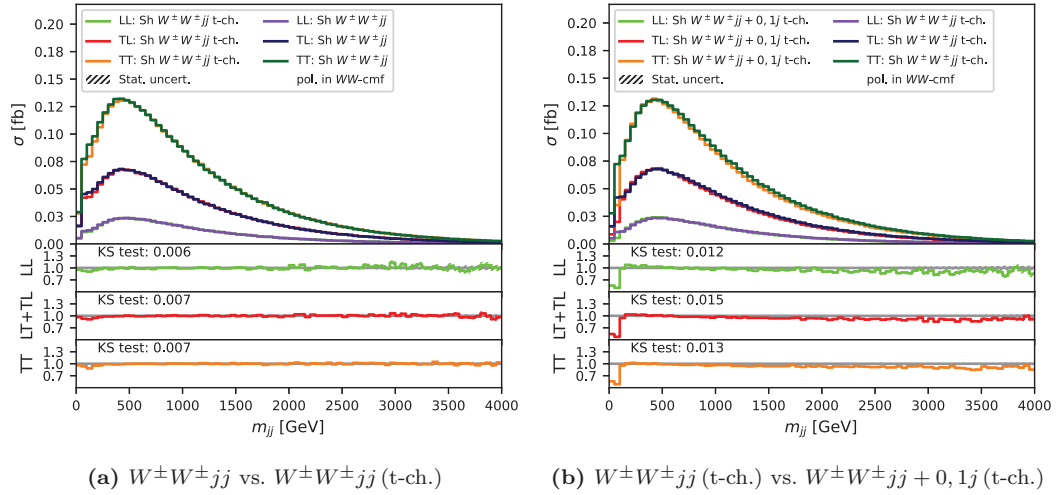 LL: Sh W±W±jj t-ch.
TL: Sh W±W±jj t-ch.
TT: Sh W±W±jj t-ch.
Stat. uncert.
LL: Sh W±W±jj
TL: Sh W±W±jj
TT: Sh W±W±jj
pol. in WW-cmf
σ [fb]
0.20
0.17
0.15
0.12
0.10
0.08
0.05
0.03
0.00
LL
1.3
1.0
0.7
KS test: 0.006
LT+TL
1.3
1.0
0.7
KS test: 0.007
TT
1.3
1.0
0.7
KS test: 0.007
0 500 1000 1500 2000 2500 3000 3500 4000
mjj [GeV]
(a) W±W±jj vs. W±W±jj (t-ch.)
LL: Sh W±W±jj + 0, 1j t-ch.
TL: Sh W±W±jj + 0, 1j t-ch.
TT: Sh W±W±jj + 0, 1j t-ch.
Stat. uncert.
LL: Sh W±W±jj t-ch.
TL: Sh W±W±jj t-ch.
TT: Sh W±W±jj t-ch.
pol. in WW-cmf
σ [fb]
0.20
0.17
0.15
0.12
0.10
0.08
0.05
0.03
0.00
LL
1.3
1.0
0.7
KS test: 0.012
LT+TL
1.3
1.0
0.7
KS test: 0.015
TT
1.3
1.0
0.7
KS test: 0.013
0 500 1000 1500 2000 2500 3000 3500 4000
mjj [GeV]
(b) W±W±jj (t-ch.) vs. W±W±jj + 0, 1j (t-ch.)